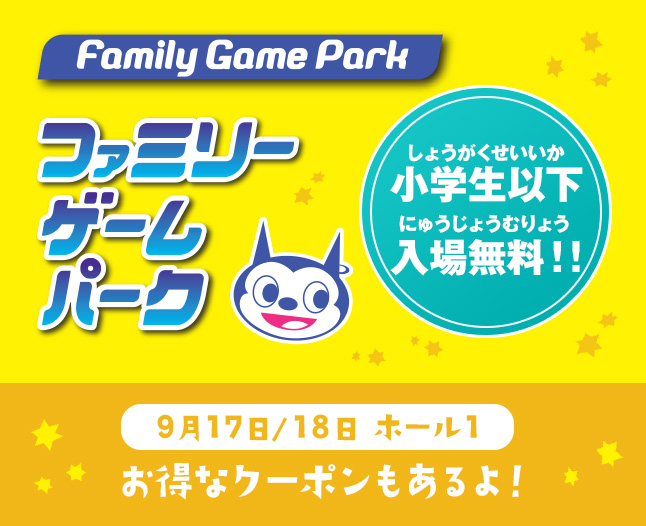 Family Game Park
ファミリー
ゲーム
パーク
しょうがくせいいか
小学生以下
にゅうじょうむりょう
入場無料!!
9月17日/18日 ホール1
お得なクーポンもあるよ!